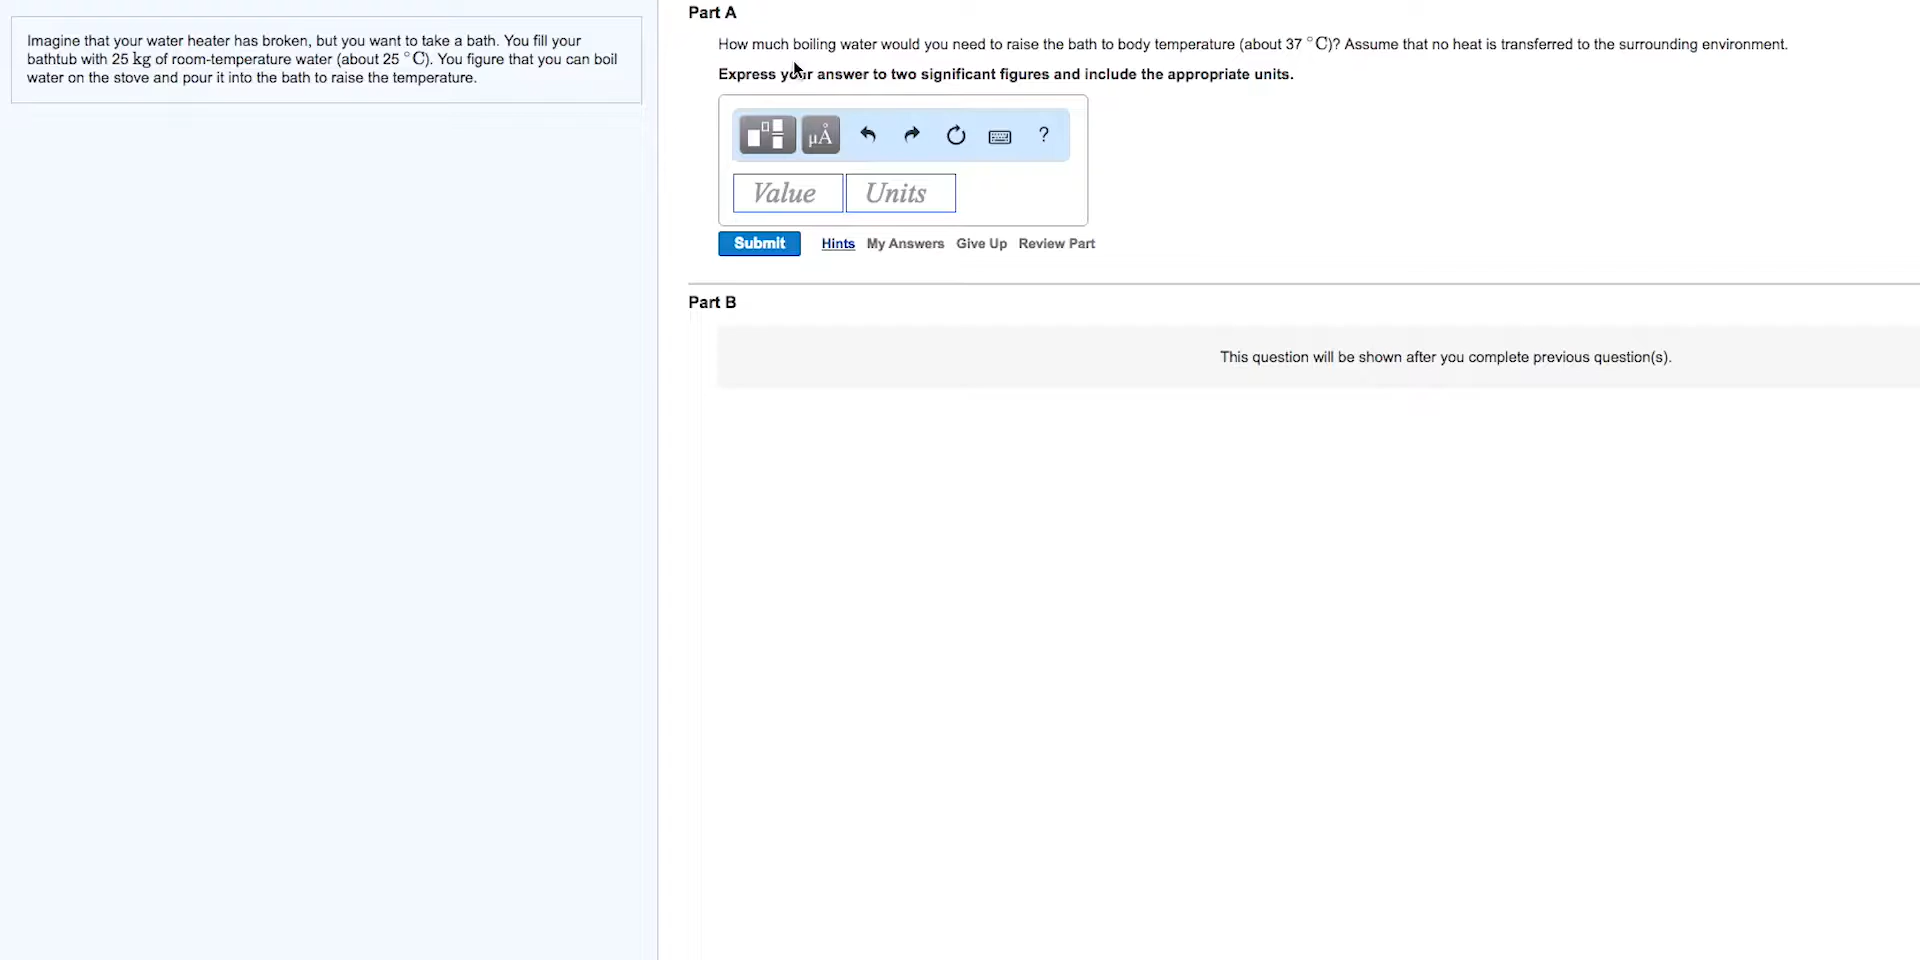 Imagine that your water heater has broken, but you want to take a bath. You fill your
bathtub with 25 kg of room-temperature water (about 25 °C). You figure that you can boil
water on the stove and pour it into the bath to raise the temperature.
Part A
How much boiling water would you need to raise the bath to body temperature (about 37 °C)? Assume that no heat is transferred to the surrounding environment.
Express your answer to two significant figures and include the appropriate units.
μÅ ?
Value Units
Submit Hints My Answers Give Up Review Part
Part B
This question will be shown after you complete previous question(s).